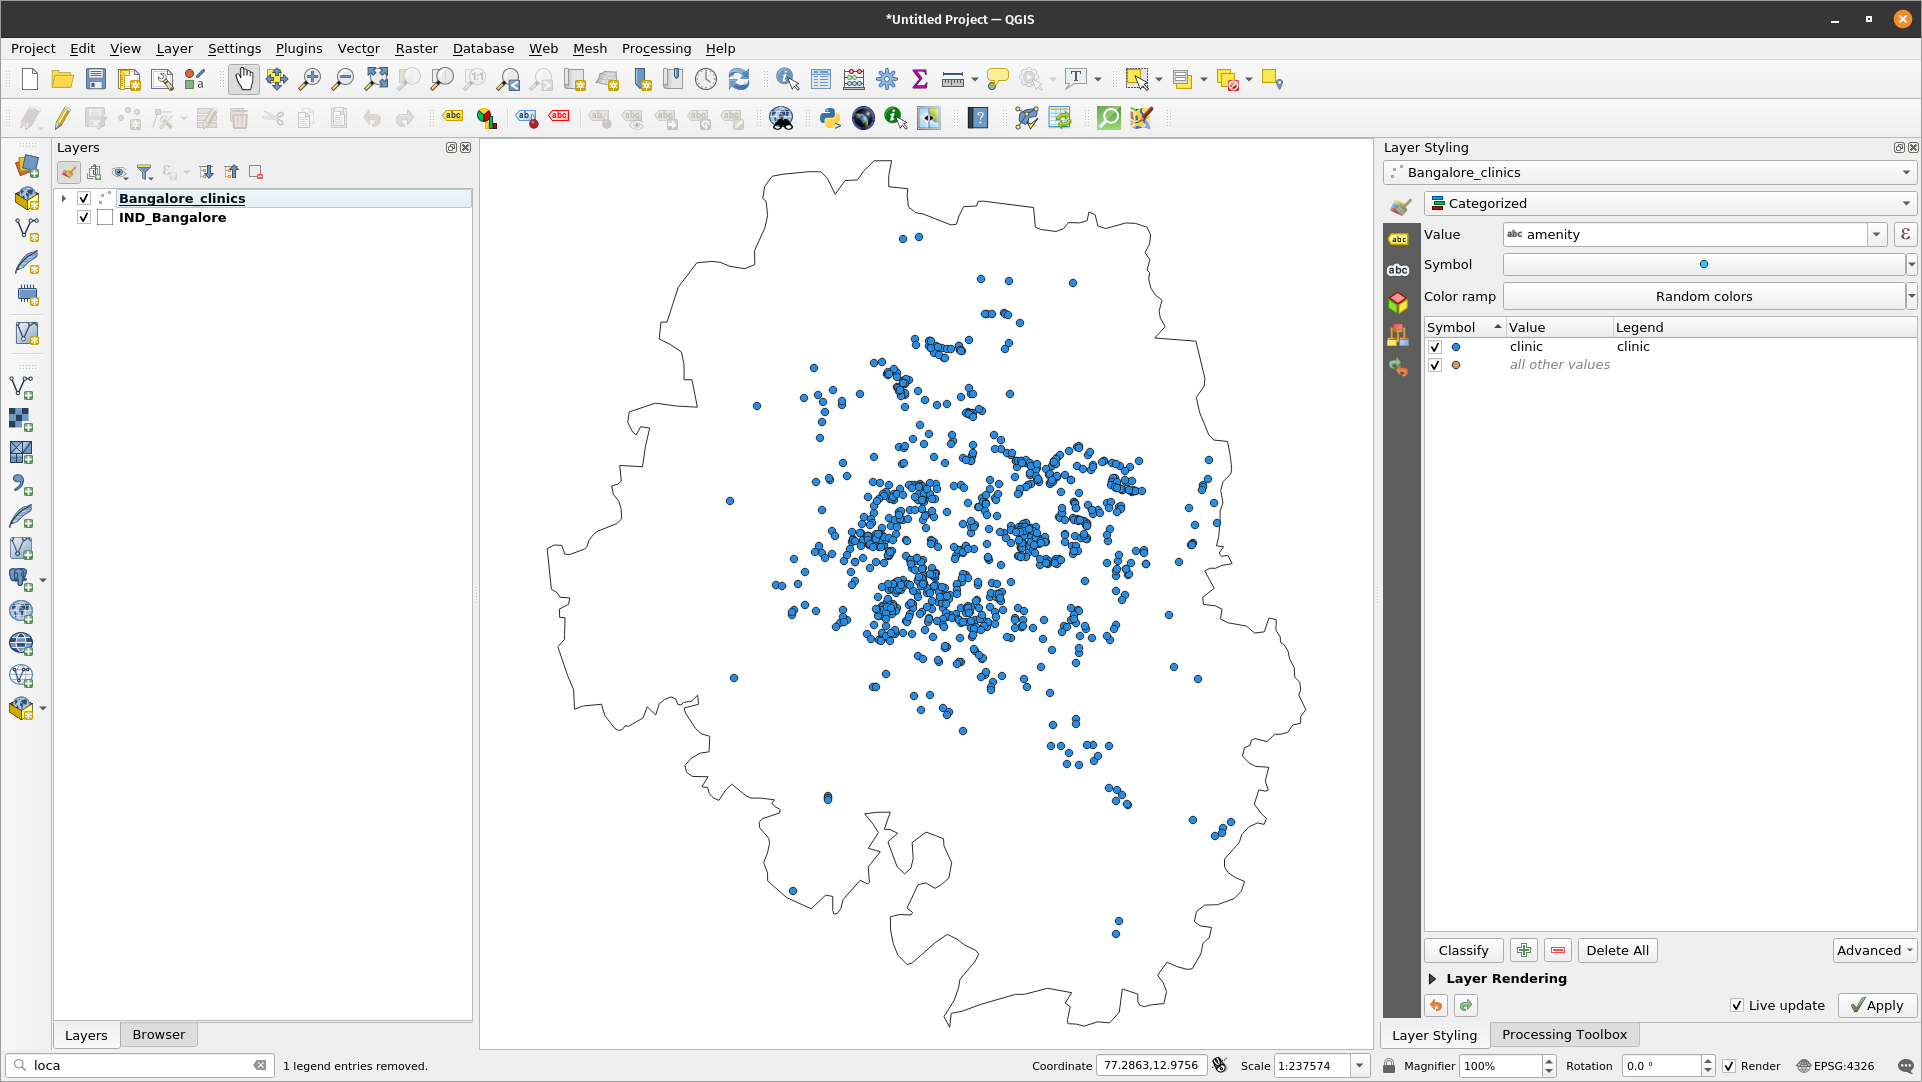 *Untitled Project — QGIS
Project Edit View Layer Settings Plugins Vector Raster Database Web Mesh Processing Help
Layers
Bangalore_clinics
IND_Bangalore
Layers Browser
loca
1 legend entries removed.
Coordinate 77.2863,12.9756
Scale 1:237574
Magnifier 100%
Rotation 0.0 °
Render
EPSG:4326
Layer Styling
Bangalore_clinics
Categorized
Value abc amenity
Symbol
Color ramp Random colors
Symbol Value Legend
clinic clinic
all other values
Classify Delete All Advanced
Layer Rendering
Live update Apply
Layer Styling Processing Toolbox